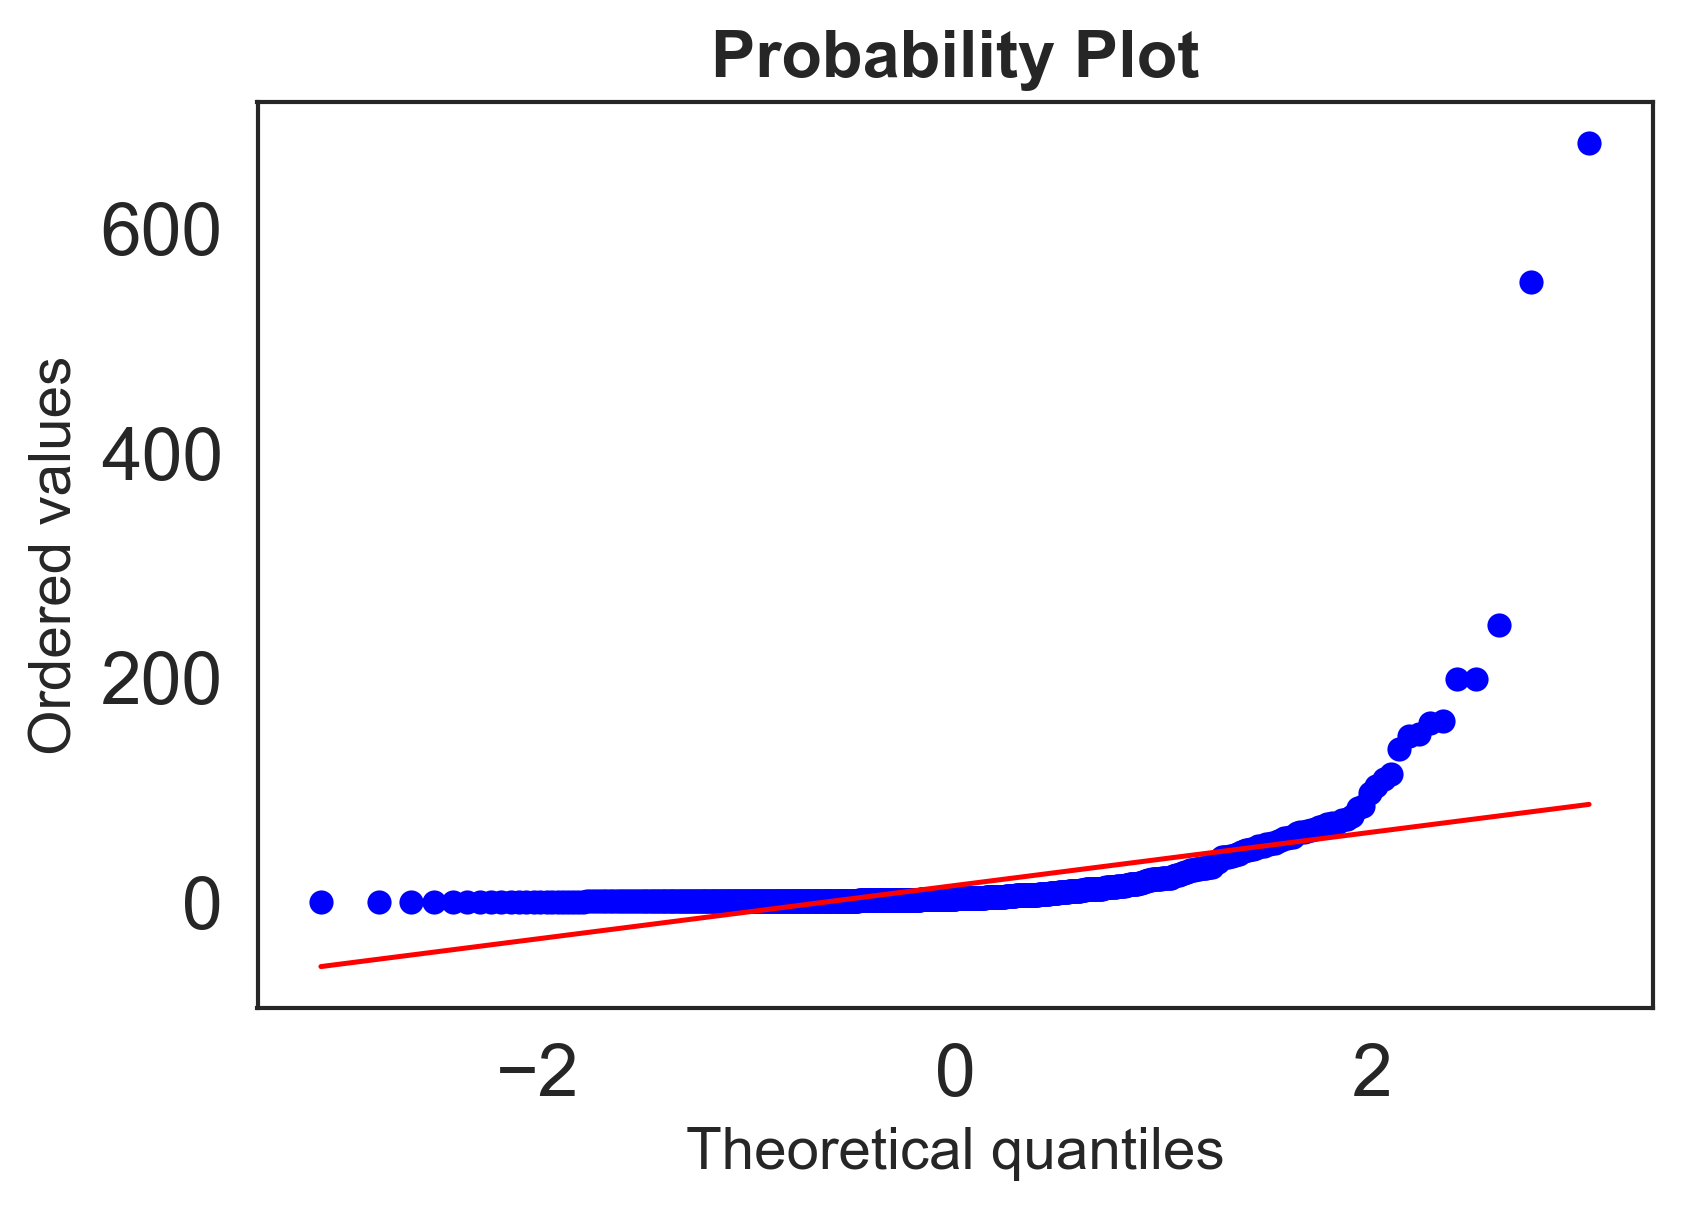 Probability Plot
600
400
200
0
Ordered values
−2 0 2
Theoretical quantiles